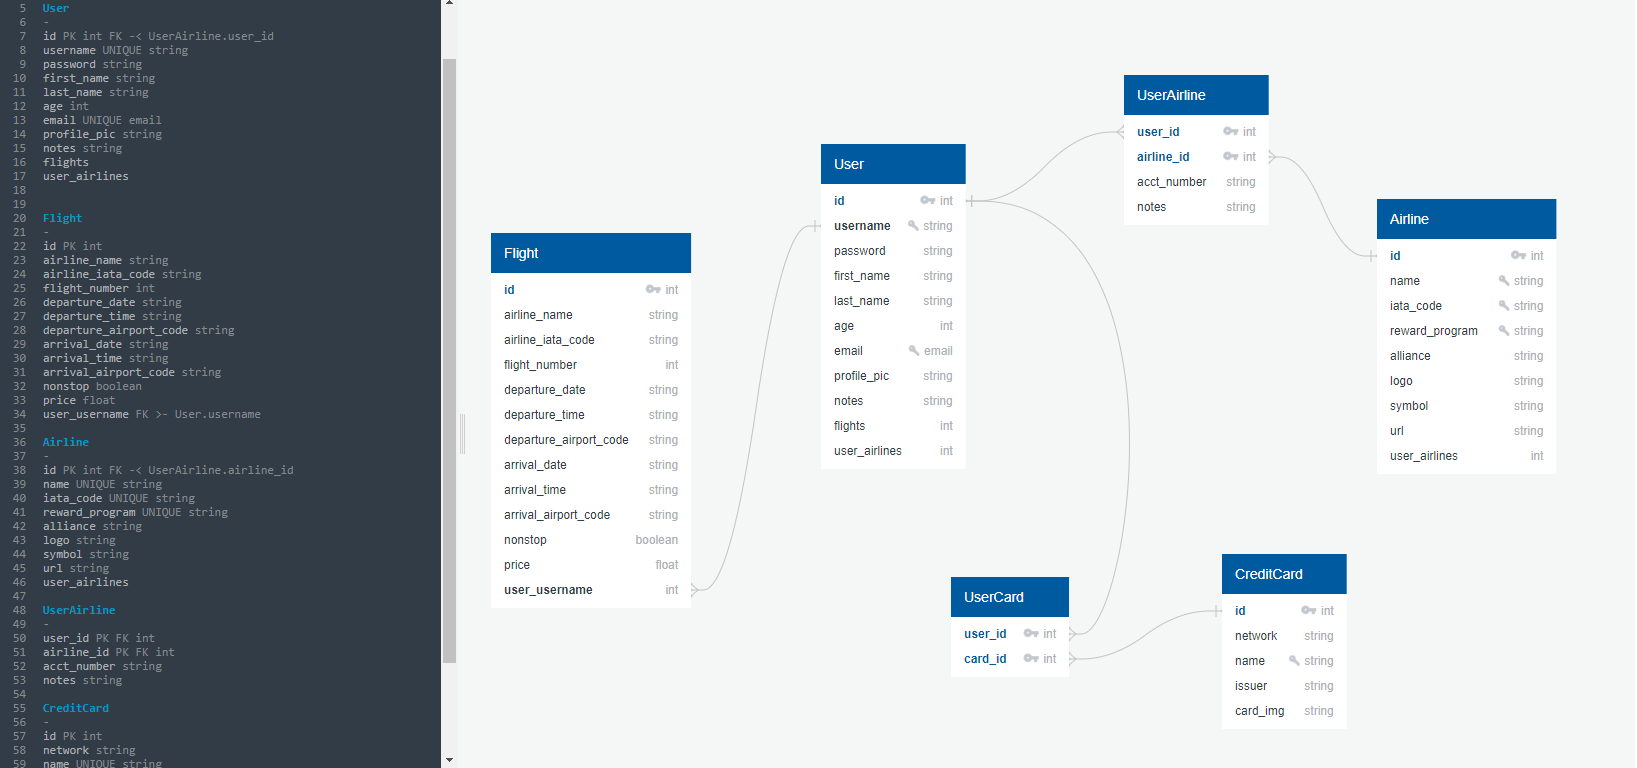 5 User
6 -
7 id PK int FK -< UserAirline.user_id
8 username UNIQUE string
9 password string
10 first_name string
11 last_name string
12 age int
13 email UNIQUE email
14 profile_pic string
15 notes string
16 flights
17 user_airlines
18
19
20 Flight
21 -
22 id PK int
23 airline_name string
24 airline_iata_code string
25 flight_number int
26 departure_date string
27 departure_time string
28 departure_airport_code string
29 arrival_date string
30 arrival_time string
31 arrival_airport_code string
32 nonstop boolean
33 price float
34 user_username FK >- User.username
35
36 Airline
37 -
38 id PK int FK -< UserAirline.airline_id
39 name UNIQUE string
40 iata_code UNIQUE string
41 reward_program UNIQUE string
42 alliance string
43 logo string
44 symbol string
45 url string
46 user_airlines
47
48 UserAirline
49 -
50 user_id PK FK int
51 airline_id PK FK int
52 acct_number string
53 notes string
54
55 CreditCard
56 -
57 id PK int
58 network string
59 name UNIQUE string
Flight
id int
airline_name string
airline_iata_code string
flight_number int
departure_date string
departure_time string
departure_airport_code string
arrival_date string
arrival_time string
arrival_airport_code string
nonstop boolean
price float
user_username int
User
id int
username string
password string
first_name string
last_name string
age int
email email
profile_pic string
notes string
flights int
user_airlines int
UserAirline
user_id int
airline_id int
acct_number string
notes string
Airline
id int
name string
iata_code string
reward_program string
alliance string
logo string
symbol string
url string
user_airlines int
UserCard
user_id int
card_id int
CreditCard
id int
network string
name string
issuer string
card_img string